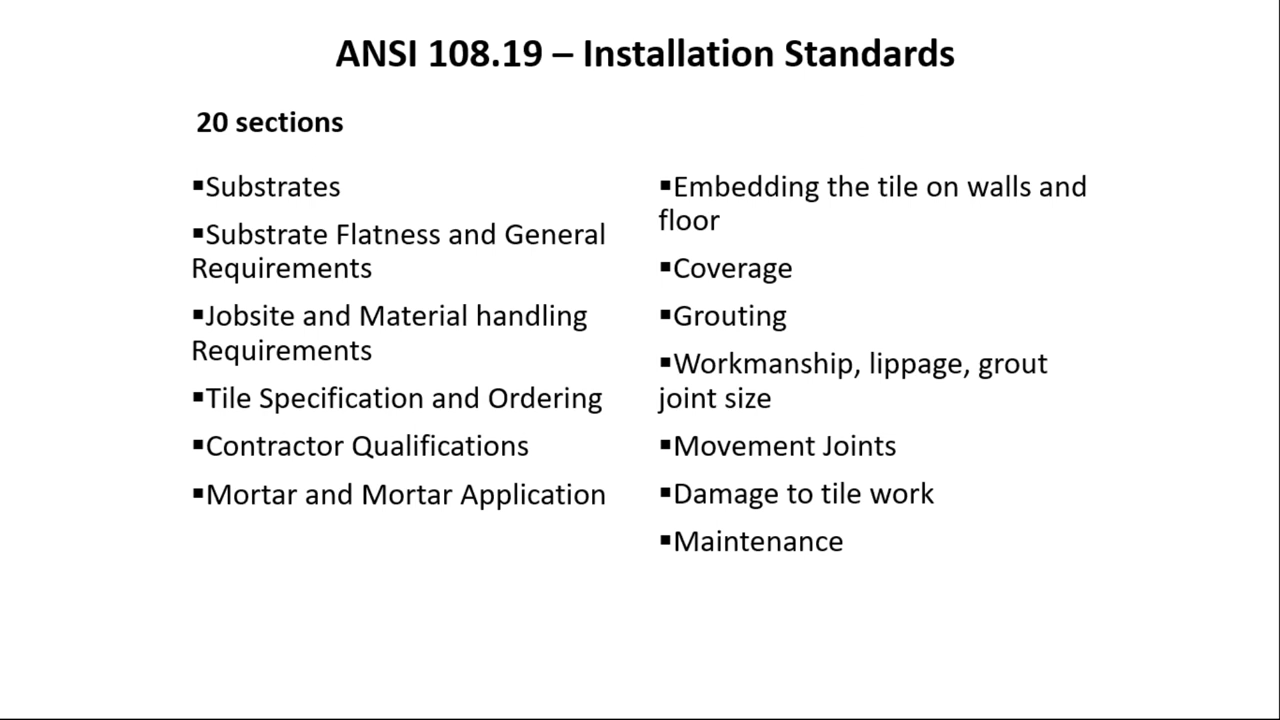 ANSI 108.19 – Installation Standards
20 sections
▪Substrates
▪Substrate Flatness and General
Requirements
▪Jobsite and Material handling
Requirements
▪Tile Specification and Ordering
▪Contractor Qualifications
▪Mortar and Mortar Application
▪Embedding the tile on walls and
floor
▪Coverage
▪Grouting
▪Workmanship, lippage, grout
joint size
▪Movement Joints
▪Damage to tile work
▪Maintenance